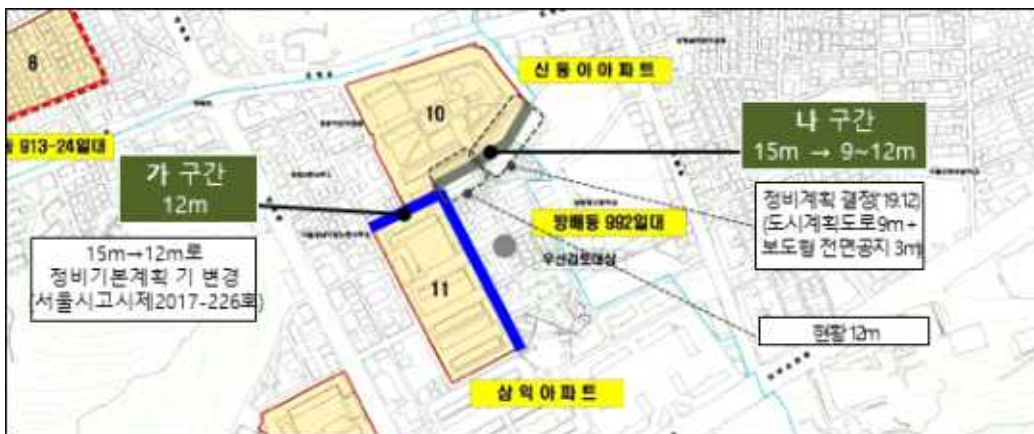 8
신동아아파트
10
나 구간
15m → 9~12m
913-24일대
가 구간
12m
정비계획 결정('19.12)
(도시계획도로9m+
보도형 전면공지 3m)
방배동 992일대
우선검토대상
15m→12m로
정비기본계획 기 변경
(서울시고시제2017-226호)
11
현황12m
삼익아파트